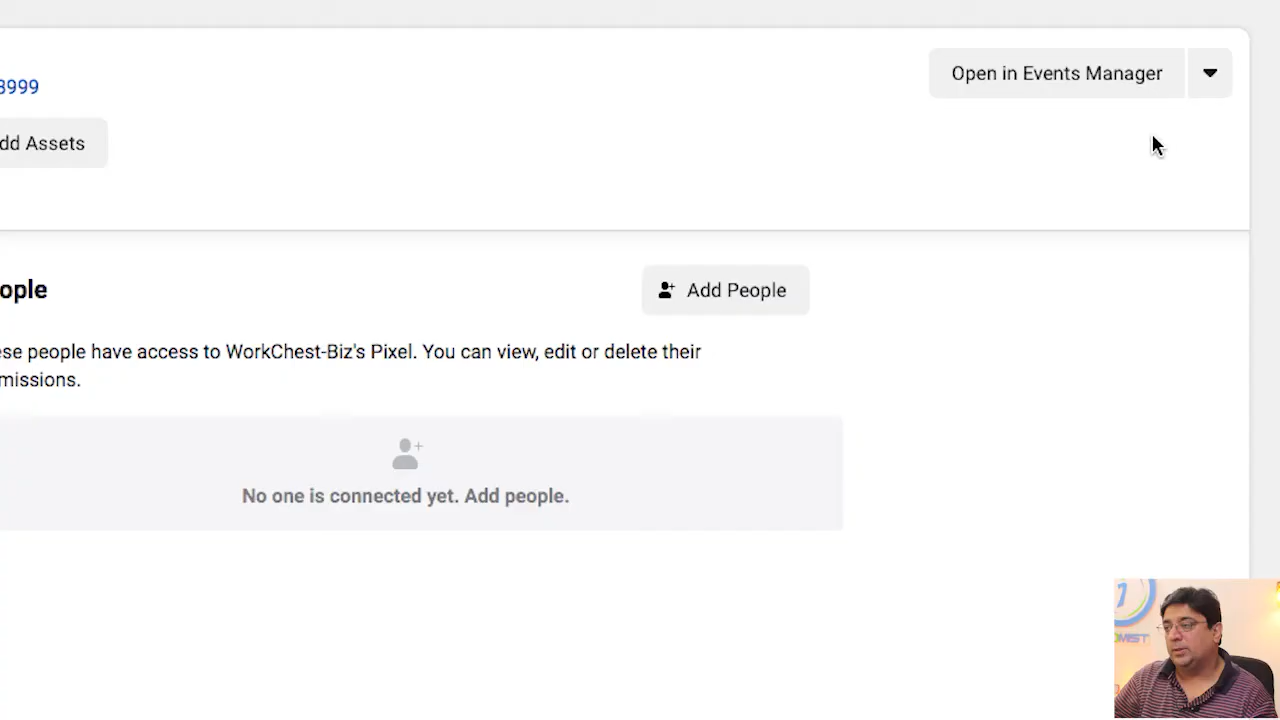 Open in Events Manager
3999
dd Assets
ople
Add People
ese people have access to WorkChest-Biz's Pixel. You can view, edit or delete their
missions.
No one is connected yet. Add people.
MIST